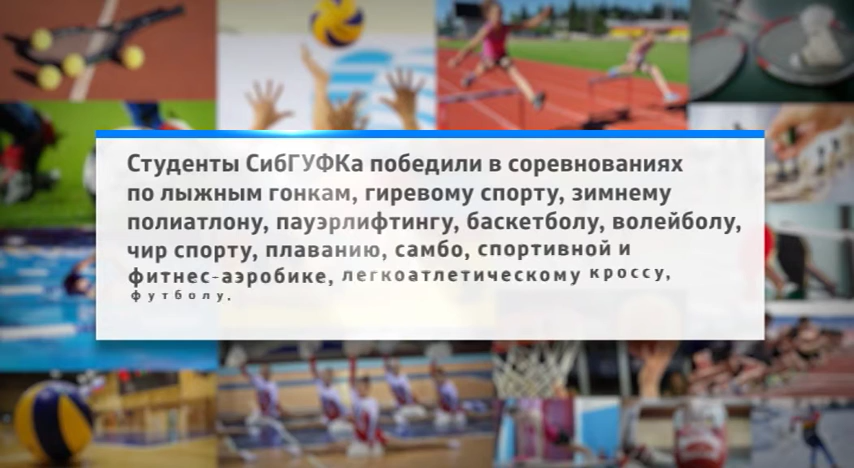 Студенты СибГУФКа победили в соревнованиях
по лыжным гонкам, гиревому спорту, зимнему
полиатлону, пауэрлифтингу, баскетболу, волейболу,
чир спорту, плаванию, самбо, спортивной и
фитнес-аэробике, легкоатлетическому кроссу,
футболу.